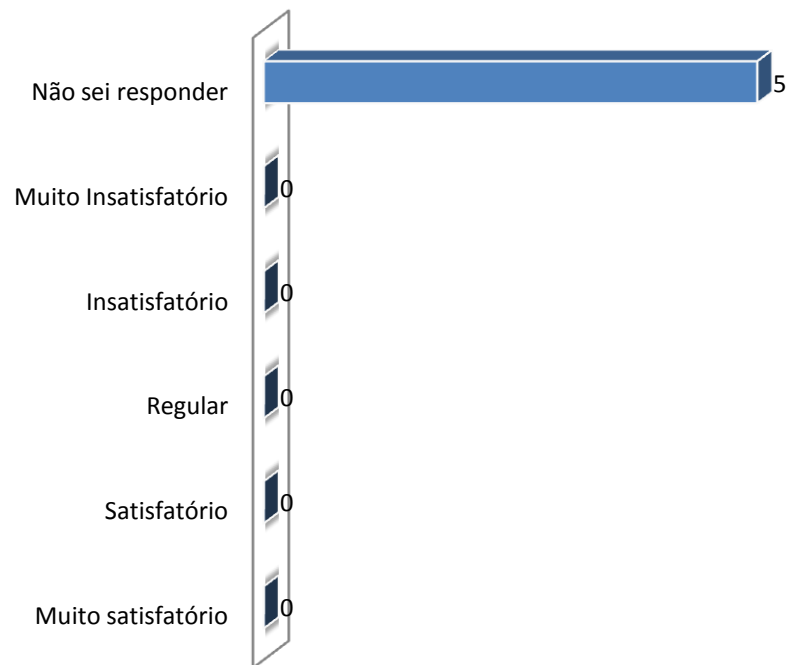 Não sei responder 5
Muito Insatisfatório 0
Insatisfatório 0
Regular 0
Satisfatório 0
Muito satisfatório 0